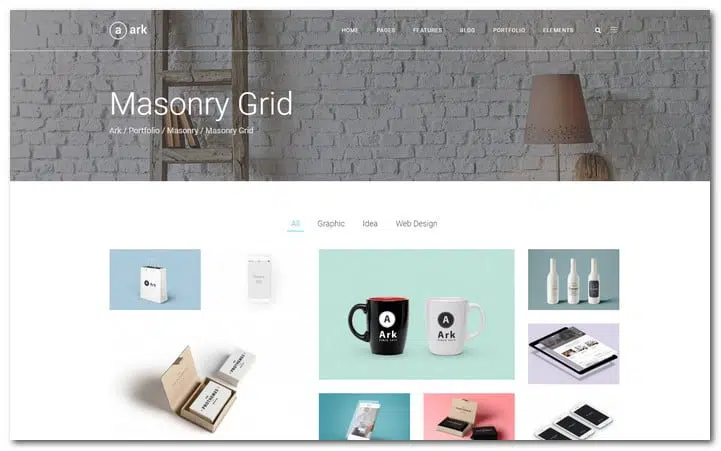 a ark
HOME PAGES FEATURES BLOG PORTFOLIO ELEMENTS
Masonry Grid
Ark / Portfolio / Masonry / Masonry Grid
All Graphic Idea Web Design
A Ark
A
Ark
A
Ark